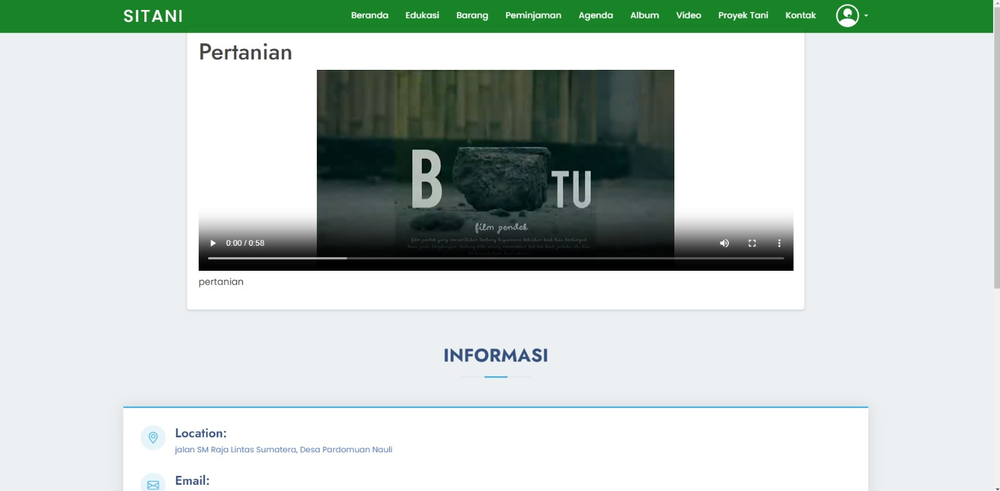 SITANI
Beranda Edukasi Barang Peminjaman Agenda Album Video Proyek Tani Kontak
Pertanian
B TU
film pendek
0:00 / 0:58
pertanian
INFORMASI
Location:
jalan SM Raja Lintas Sumatera, Desa Pardomuan Nauli
Email: